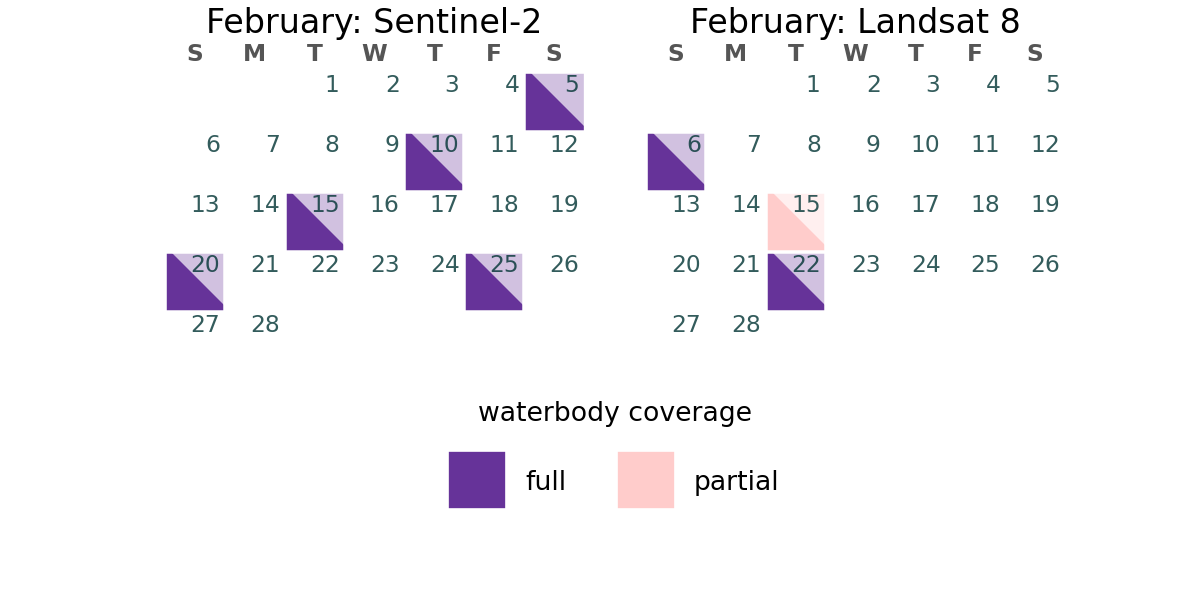 February: Sentinel-2
S M T W T F S
1 2 3 4 5
6 7 8 9 10 11 12
13 14 15 16 17 18 19
20 21 22 23 24 25 26
27 28
February: Landsat 8
S M T W T F S
1 2 3 4 5
6 7 8 9 10 11 12
13 14 15 16 17 18 19
20 21 22 23 24 25 26
27 28
waterbody coverage
full
partial